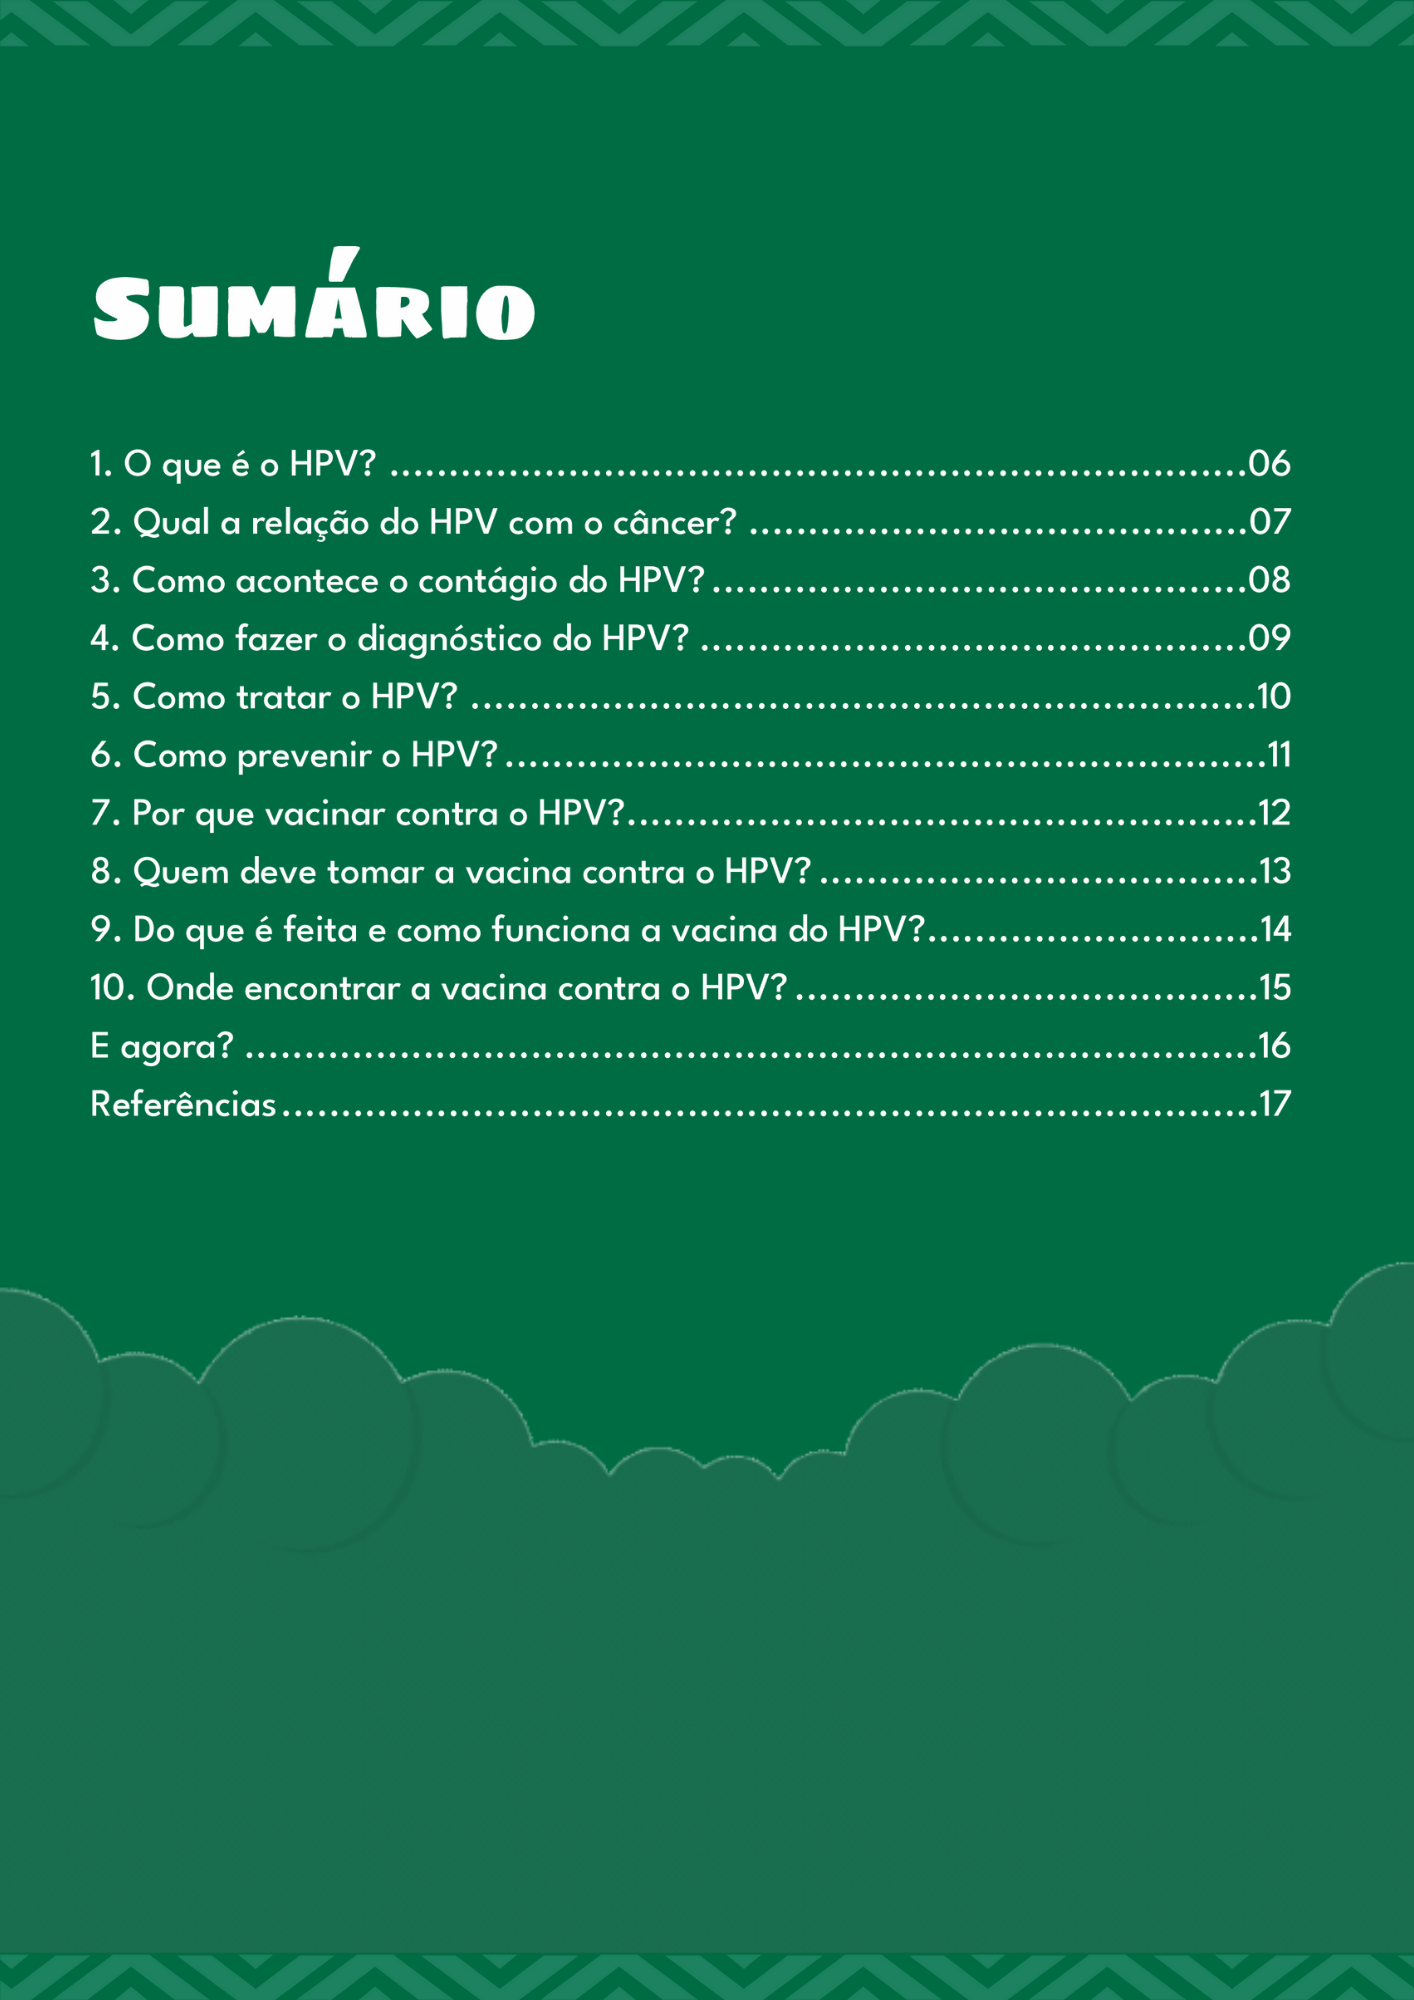 Sumário
1. O que é o HPV? ........................................................................06
2. Qual a relação do HPV com o câncer? ..........................................07
3. Como acontece o contágio do HPV? .............................................08
4. Como fazer o diagnóstico do HPV? ..............................................09
5. Como tratar o HPV? ..................................................................10
6. Como prevenir o HPV? ................................................................11
7. Por que vacinar contra o HPV?.....................................................12
8. Quem deve tomar a vacina contra o HPV? .....................................13
9. Do que é feita e como funciona a vacina do HPV?............................14
10. Onde encontrar a vacina contra o HPV? .......................................15
E agora? .....................................................................................16
Referências ..................................................................................17